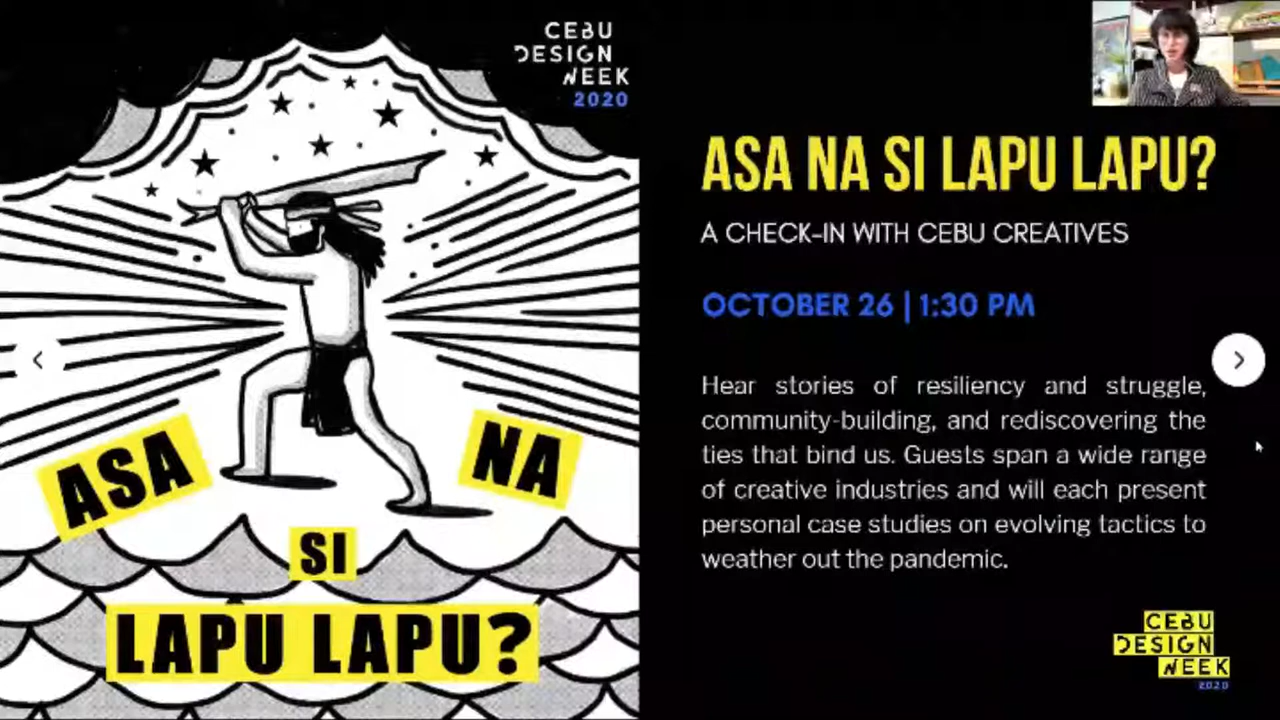 CEBU
DESIGN
WEEK
2020
ASA
NA
SI
LAPU LAPU?
ASA NA SI LAPU LAPU?
A CHECK-IN WITH CEBU CREATIVES
OCTOBER 26 | 1:30 PM
Hear stories of resiliency and struggle,
community-building, and rediscovering the
ties that bind us. Guests span a wide range
of creative industries and will each present
personal case studies on evolving tactics to
weather out the pandemic.
CEBU
DESIGN
WEEK
2020